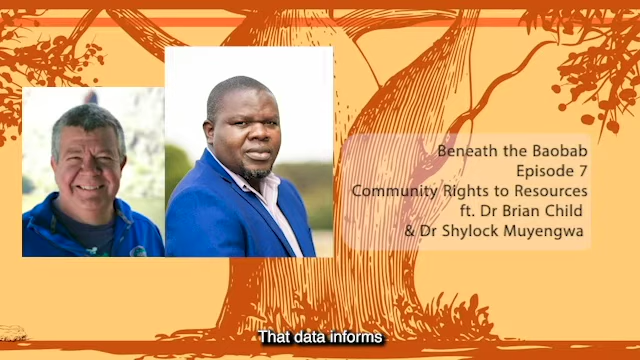 Beneath the Baobab
Episode 7
Community Rights to Resources
ft. Dr Brian Child
& Dr Shylock Muyengwa
That data informs